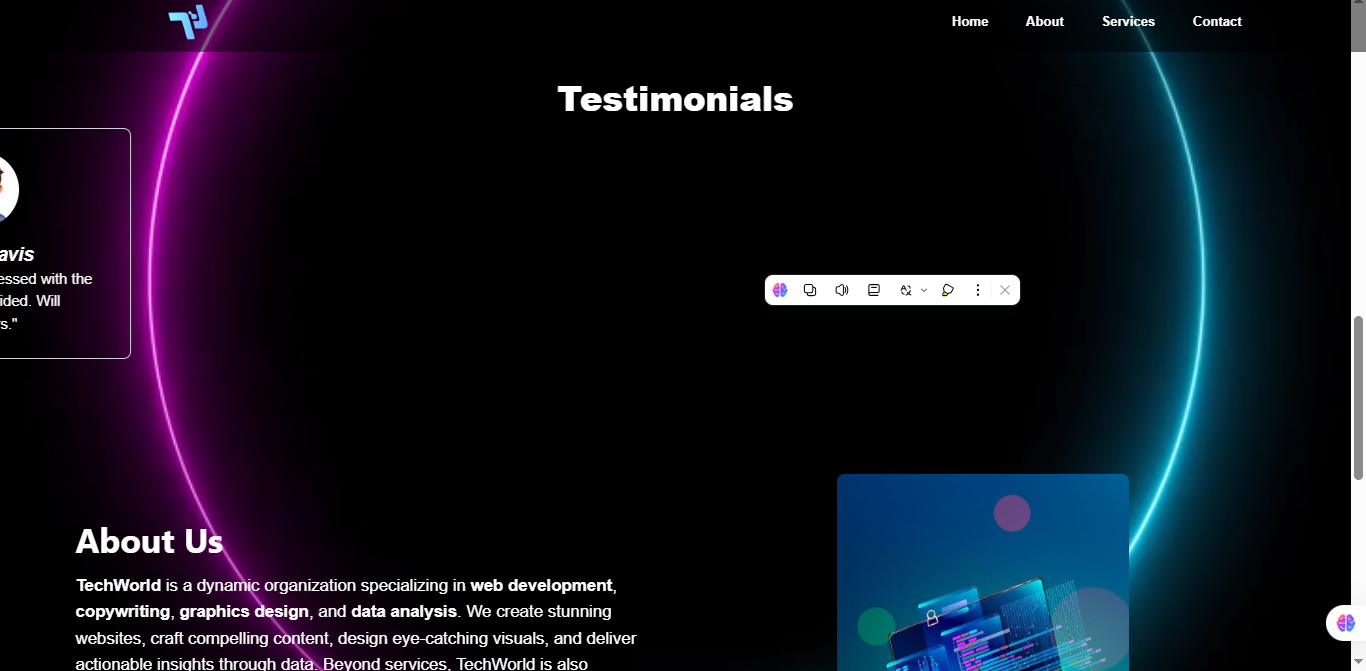 Home About Services Contact
Testimonials
avis
essed with the
ided. Will
s."
About Us
TechWorld is a dynamic organization specializing in web development,
copywriting, graphics design, and data analysis. We create stunning
websites, craft compelling content, design eye-catching visuals, and deliver
actionable insights through data. Beyond services, TechWorld is also